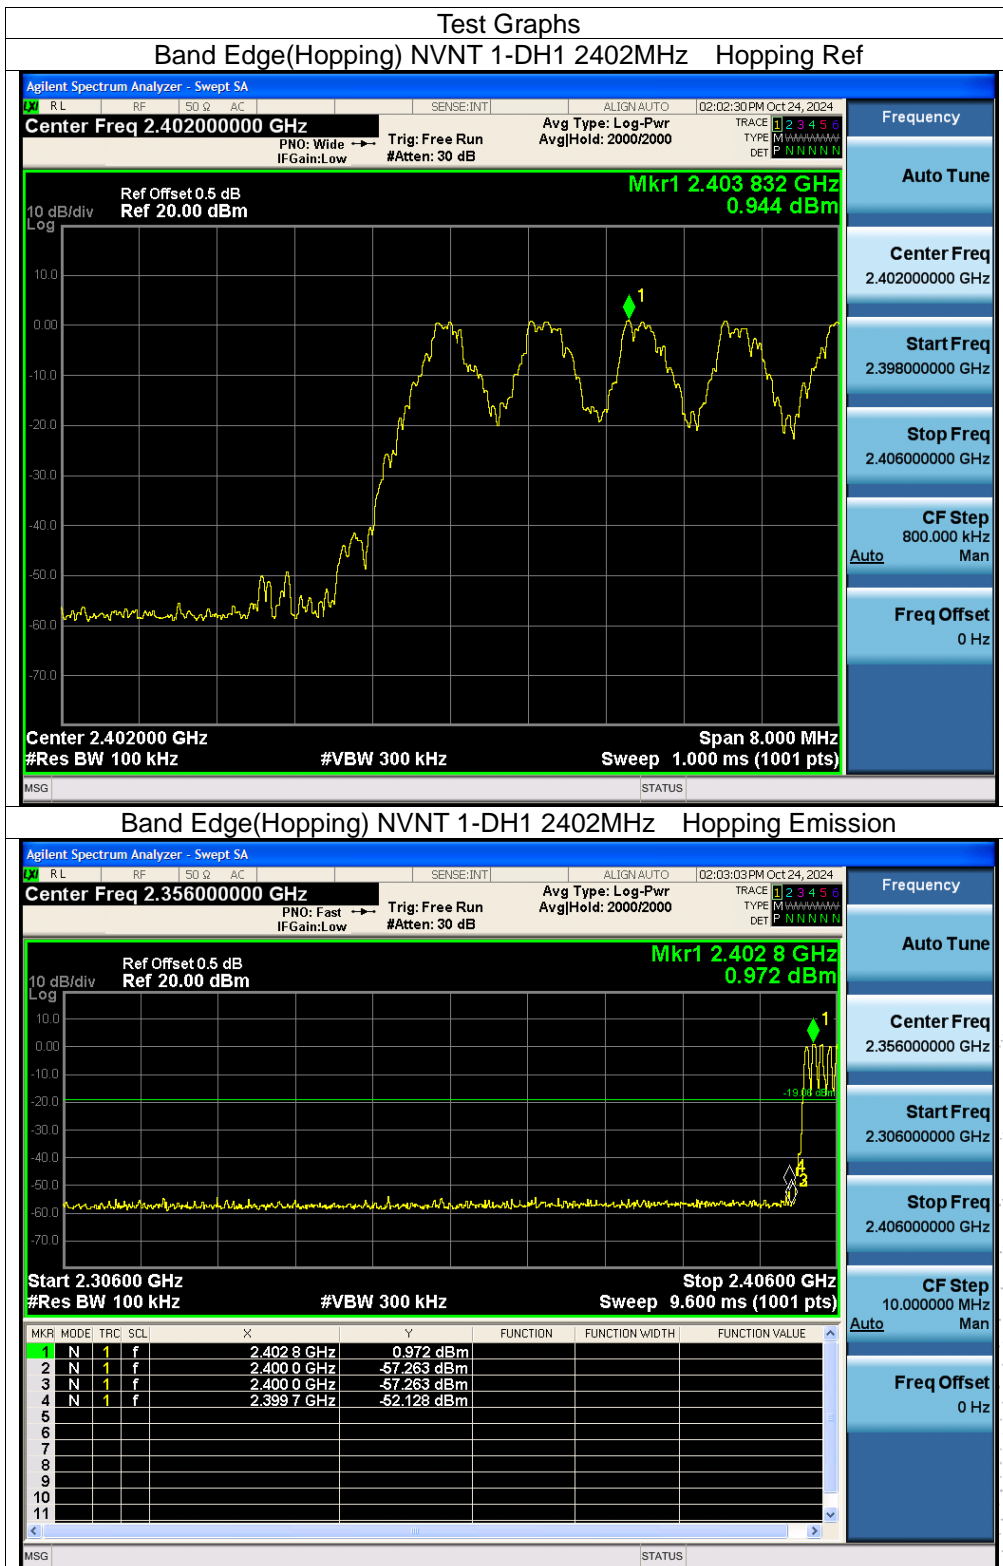 Test Graphs
Band Edge(Hopping) NVNT 1-DH1 2402MHz Hopping Ref
Agilent Spectrum Analyzer - Swept SA
LXI RL RF 50 Ω AC SENSE:INT ALIGNAUTO 02:02:30 PM Oct 24, 2024
Center Freq 2.402000000 GHz
PNO: Wide
IFGain:Low
Trig: Free Run
#Atten: 30 dB
Avg Type: Log-Pwr
Avg|Hold: 2000/2000
TRACE 1 2 3 4 5 6
TYPE M
DET P N N N N N
Frequency
Mkr1 2.403 832 GHz
0.944 dBm
Ref Offset 0.5 dB
10 dB/div Ref 20.00 dBm
Log
10.0
0.00
-10.0
-20.0
-30.0
-40.0
-50.0
-60.0
-70.0
1
Center 2.402000 GHz Span 8.000 MHz
#Res BW 100 kHz #VBW 300 kHz Sweep 1.000 ms (1001 pts)
Auto Tune
Center Freq
2.402000000 GHz
Start Freq
2.398000000 GHz
Stop Freq
2.406000000 GHz
CF Step
800.000 kHz
Auto Man
Freq Offset
0 Hz
MSG STATUS
Band Edge(Hopping) NVNT 1-DH1 2402MHz Hopping Emission
Agilent Spectrum Analyzer - Swept SA
LXI RL RF 50 Ω AC SENSE:INT ALIGNAUTO 02:03:03 PM Oct 24, 2024
Center Freq 2.356000000 GHz
PNO: Fast
IFGain:Low
Trig: Free Run
#Atten: 30 dB
Avg Type: Log-Pwr
Avg|Hold: 2000/2000
TRACE 1 2 3 4 5 6
TYPE M
DET P N N N N N
Frequency
Mkr1 2.402 8 GHz
0.972 dBm
Ref Offset 0.5 dB
10 dB/div Ref 20.00 dBm
Log
10.0
0.00
-10.0
-20.0
-30.0
-40.0
-50.0
-60.0
-70.0
1
-19.06 dBm
4
3
Start 2.30600 GHz Stop 2.40600 GHz
#Res BW 100 kHz #VBW 300 kHz Sweep 9.600 ms (1001 pts)
MKR MODE TRC SCL X Y FUNCTION FUNCTION WIDTH FUNCTION VALUE
1 N 1 f 2.402 8 GHz 0.972 dBm
2 N 1 f 2.400 0 GHz -57.263 dBm
3 N 1 f 2.400 0 GHz -57.263 dBm
4 N 1 f 2.399 7 GHz -52.128 dBm
5
6
7
8
9
10
11
Auto Tune
Center Freq
2.356000000 GHz
Start Freq
2.306000000 GHz
Stop Freq
2.406000000 GHz
CF Step
10.000000 MHz
Auto Man
Freq Offset
0 Hz
MSG STATUS